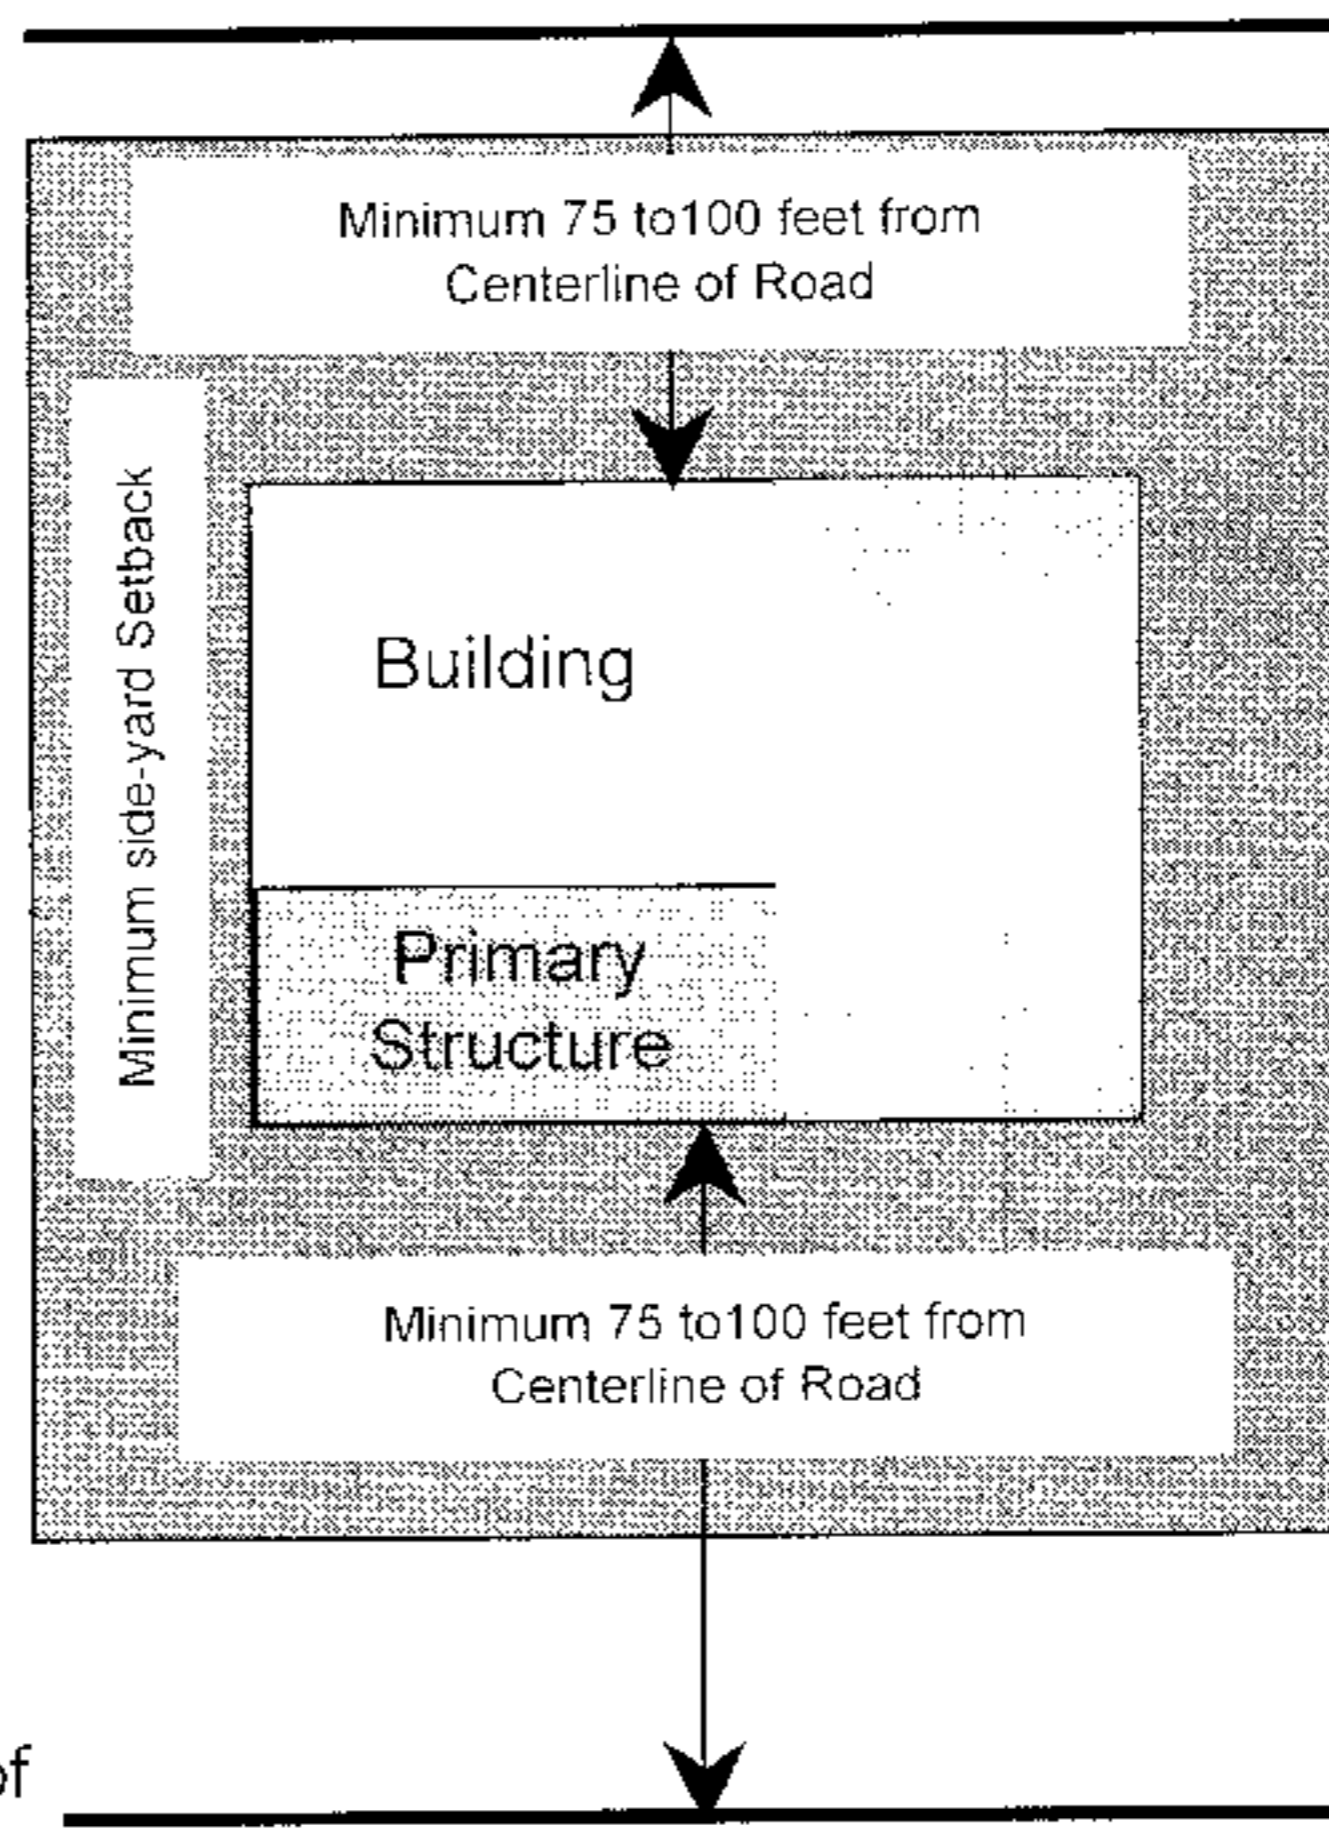 Minimum 75 to100 feet from
Centerline of Road
Minimum side-yard Setback
Building
Primary
Structure
Minimum 75 to100 feet from
Centerline of Road
of